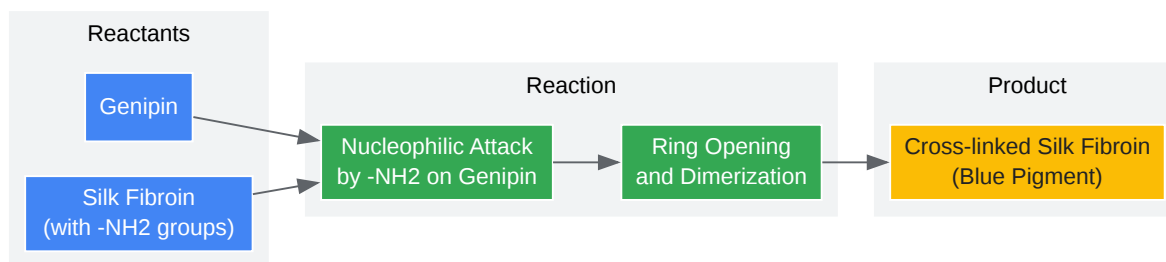 Reactants
Genipin
Silk Fibroin
(with -NH2 groups)
Reaction
Nucleophilic Attack
by -NH2 on Genipin
Ring Opening
and Dimerization
Product
Cross-linked Silk Fibroin
(Blue Pigment)